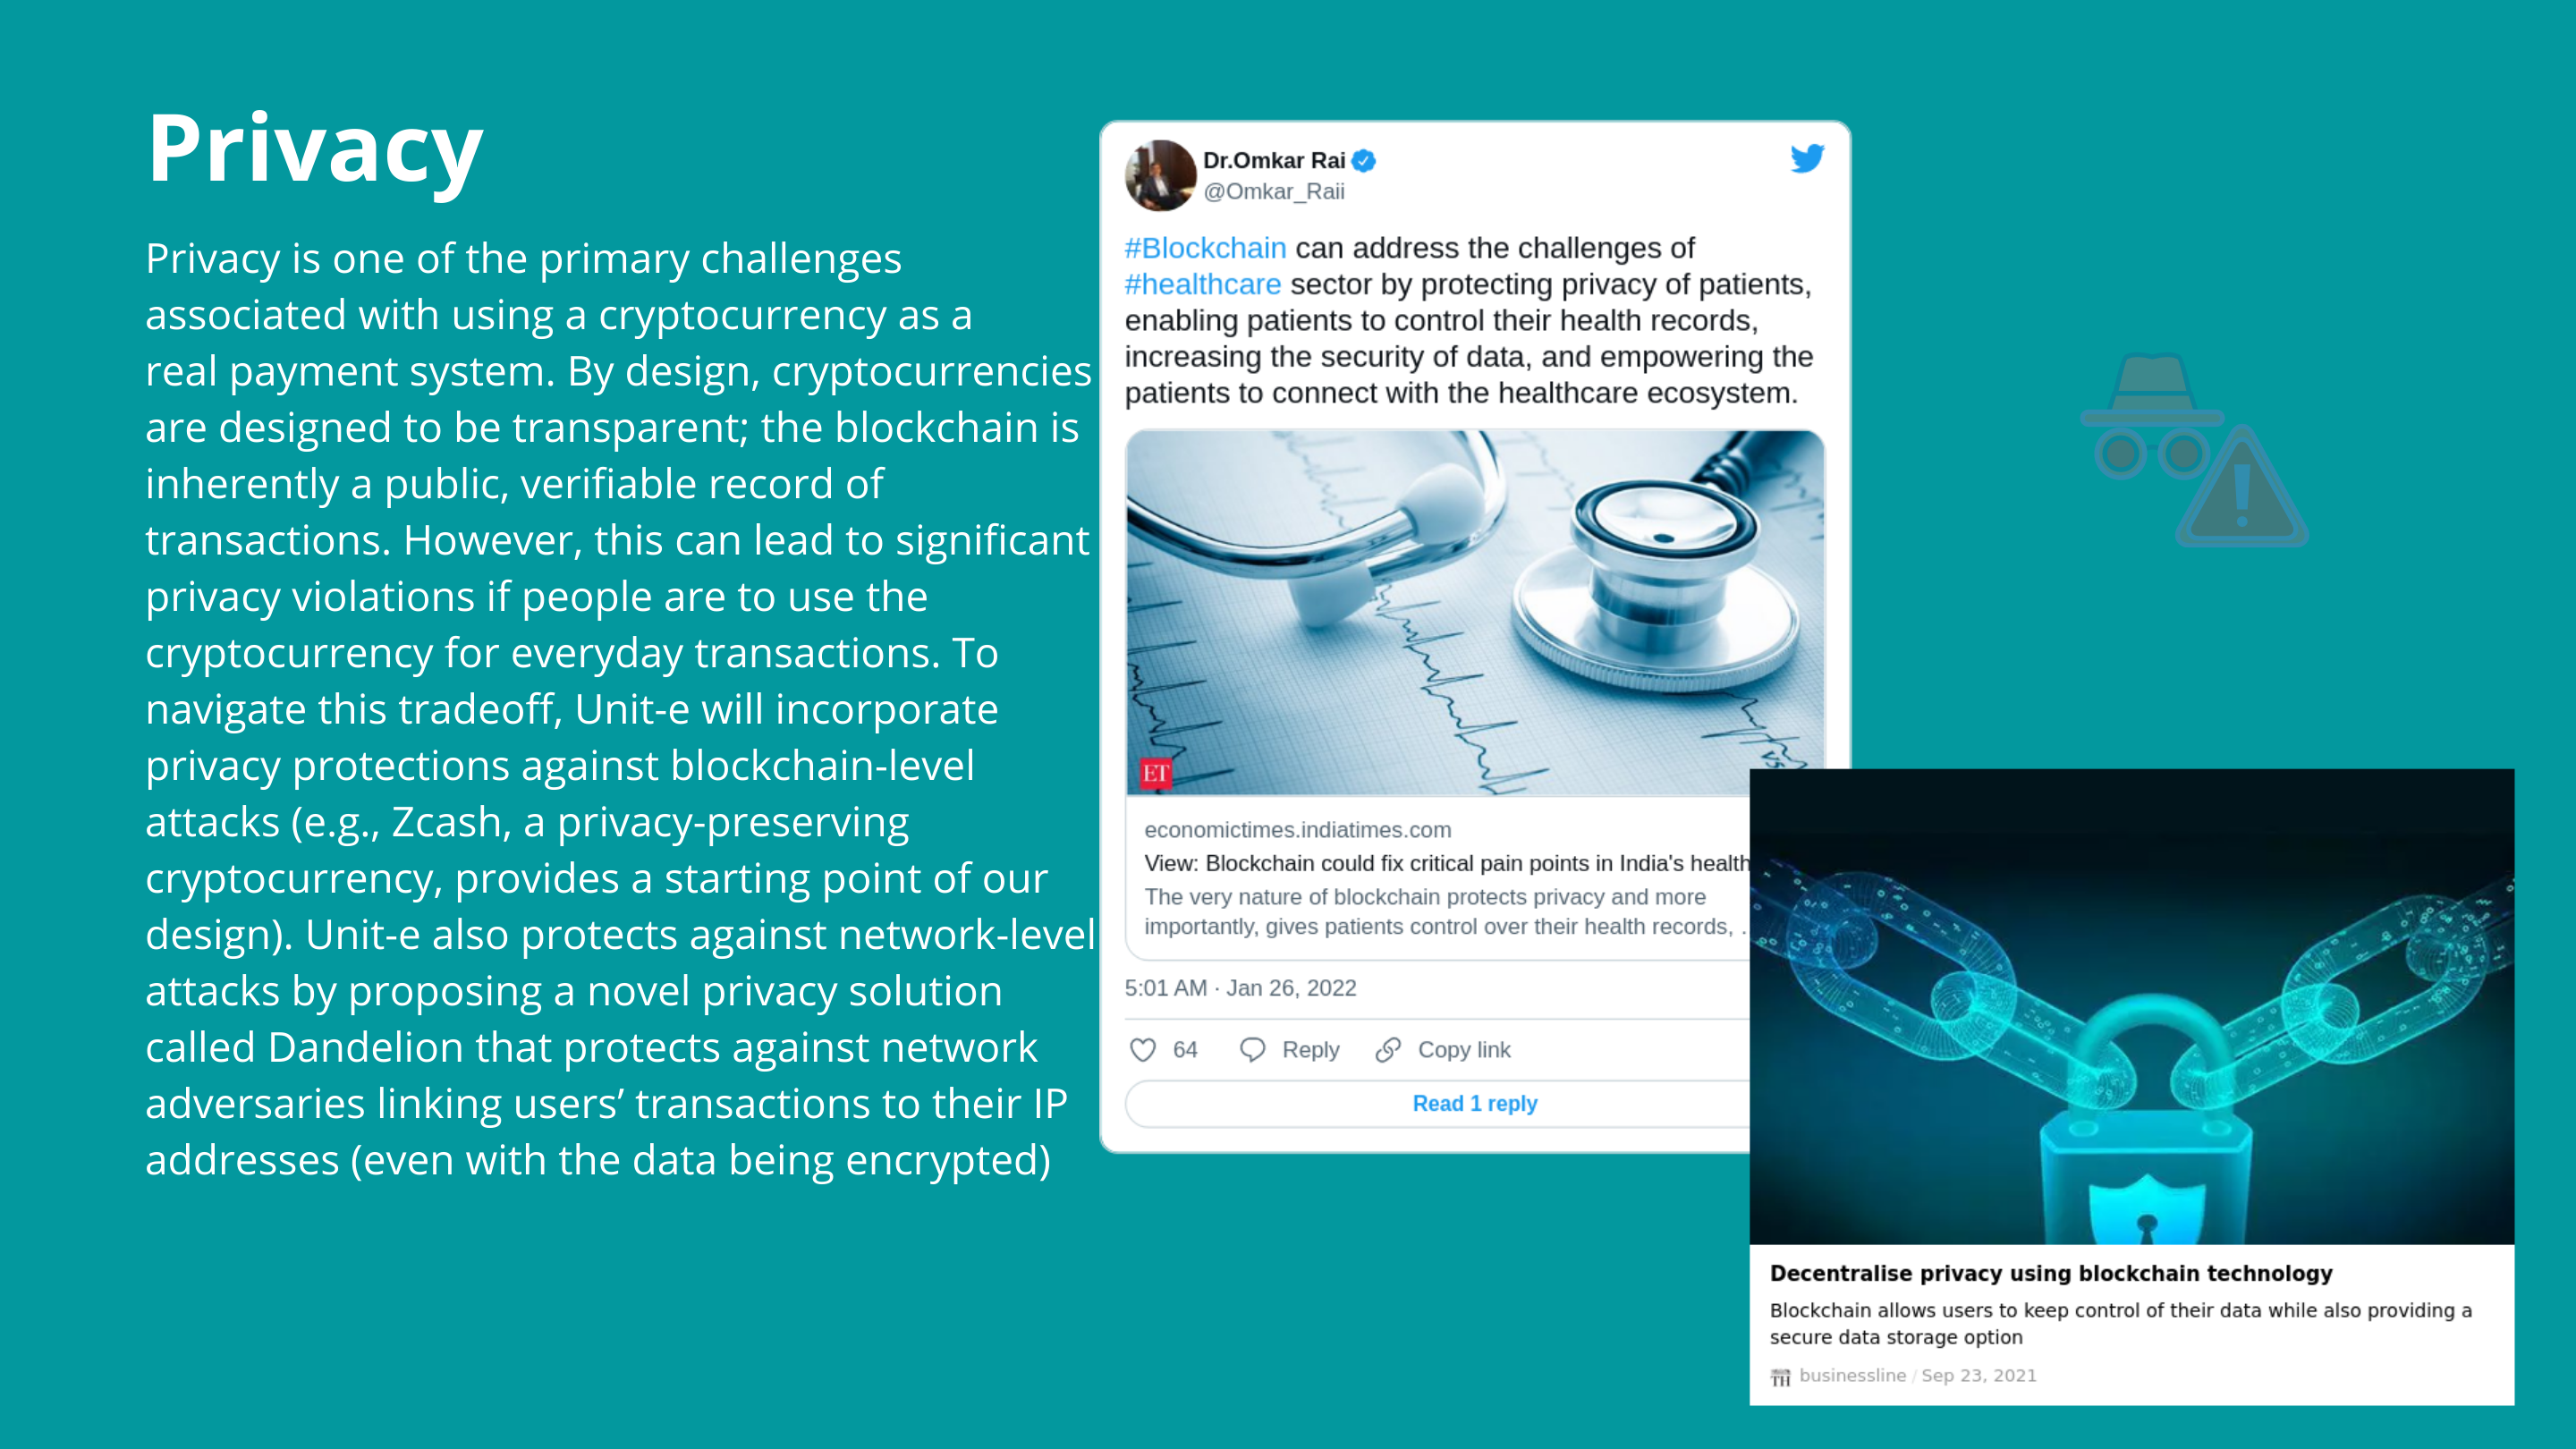 Privacy
Privacy is one of the primary challenges
associated with using a cryptocurrency as a
real payment system. By design, cryptocurrencies
are designed to be transparent; the blockchain is
inherently a public, verifiable record of
transactions. However, this can lead to significant
privacy violations if people are to use the
cryptocurrency for everyday transactions. To
navigate this tradeoff, Unit-e will incorporate
privacy protections against blockchain-level
attacks (e.g., Zcash, a privacy-preserving
cryptocurrency, provides a starting point of our
design). Unit-e also protects against network-level
attacks by proposing a novel privacy solution
called Dandelion that protects against network
adversaries linking users’ transactions to their IP
addresses (even with the data being encrypted)
Dr.Omkar Rai
@Omkar_Raii
#Blockchain can address the challenges of
#healthcare sector by protecting privacy of patients,
enabling patients to control their health records,
increasing the security of data, and empowering the
patients to connect with the healthcare ecosystem.
ET
economictimes.indiatimes.com
View: Blockchain could fix critical pain points in India's health
The very nature of blockchain protects privacy and more
importantly, gives patients control over their health records, .
5:01 AM · Jan 26, 2022
64 Reply Copy link
Read 1 reply
Decentralise privacy using blockchain technology
Blockchain allows users to keep control of their data while also providing a
secure data storage option
TH businessline / Sep 23, 2021